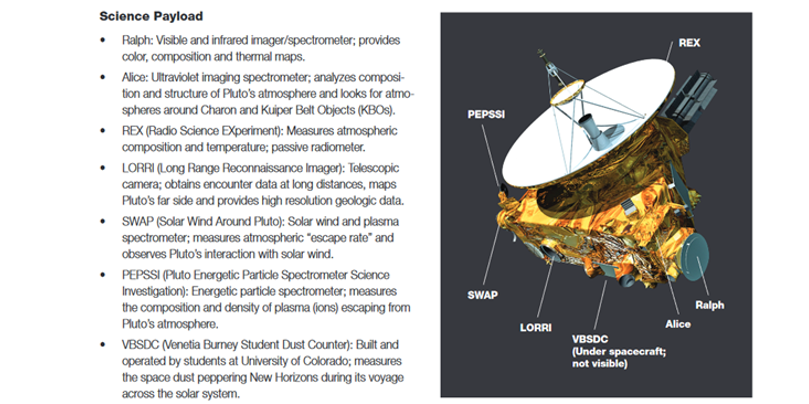 Science Payload
• Ralph: Visible and infrared imager/spectrometer; provides
color, composition and thermal maps.
• Alice: Ultraviolet imaging spectrometer; analyzes composi-
tion and structure of Pluto's atmosphere and looks for atmo-
spheres around Charon and Kuiper Belt Objects (KBOs).
• REX (Radio Science EXperiment): Measures atmospheric
composition and temperature; passive radiometer.
• LORRI (Long Range Reconnaissance Imager): Telescopic
camera; obtains encounter data at long distances, maps
Pluto's far side and provides high resolution geologic data.
• SWAP (Solar Wind Around Pluto): Solar wind and plasma
spectrometer; measures atmospheric “escape rate” and
observes Pluto's interaction with solar wind.
• PEPSSI (Pluto Energetic Particle Spectrometer Science
Investigation): Energetic particle spectrometer; measures
the composition and density of plasma (ions) escaping from
Pluto's atmosphere.
• VBSDC (Venetia Burney Student Dust Counter): Built and
operated by students at University of Colorado; measures
the space dust peppering New Horizons during its voyage
across the solar system.
REX
PEPSSI
SWAP
LORRI
VBSDC
(Under spacecraft;
not visible)
Alice
Ralph